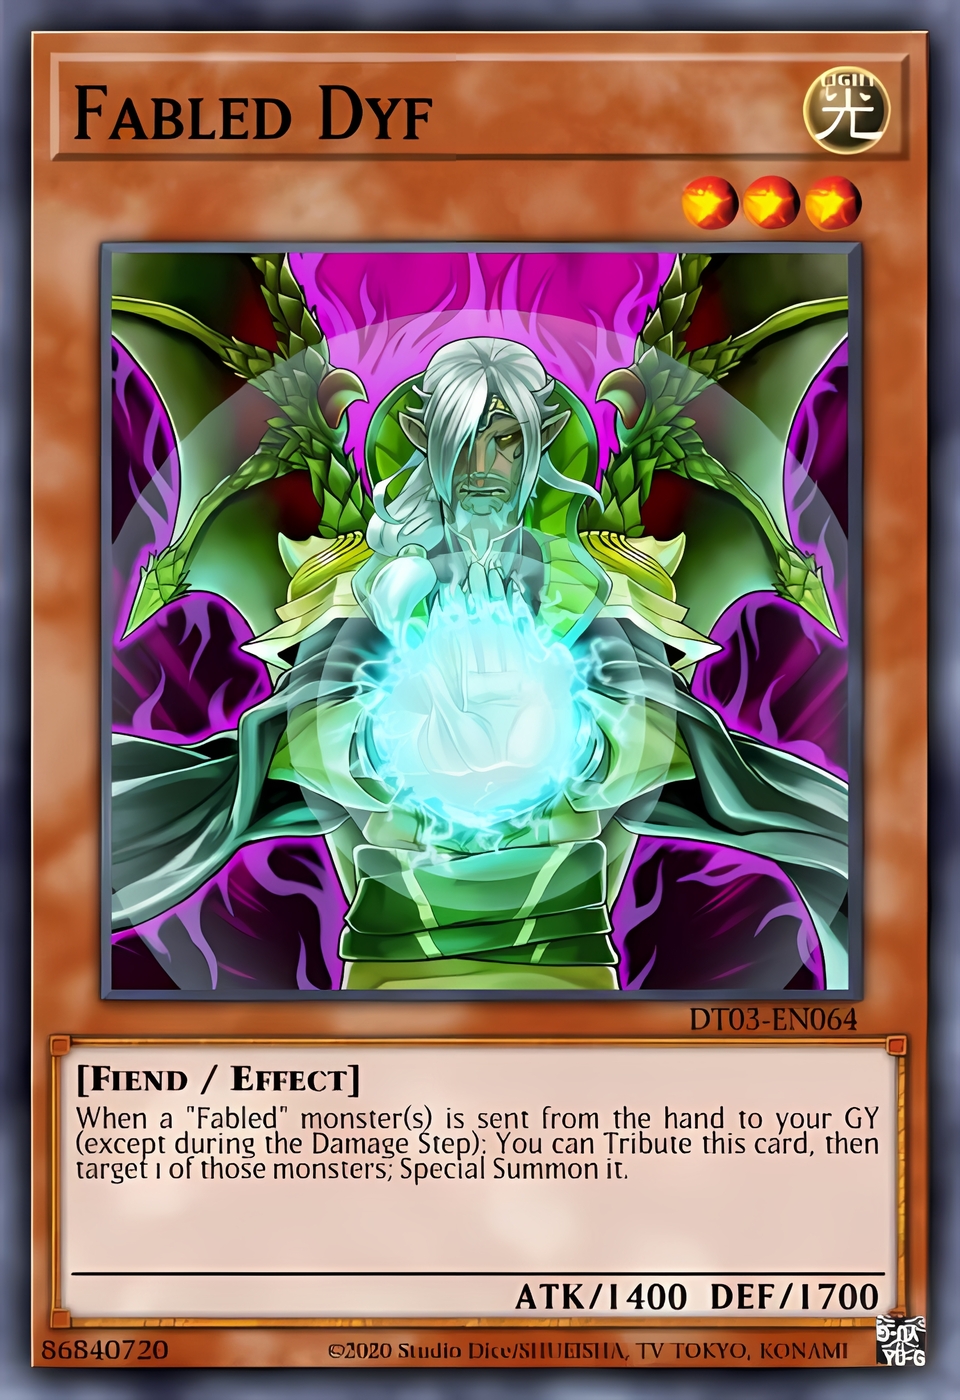 Fabled Dyf
光
DT03-EN064
[Fiend / Effect]
When a "Fabled" monster(s) is sent from the hand to your GY
(except during the Damage Step): You can Tribute this card, then
target 1 of those monsters; Special Summon it.
ATK/1400 DEF/1700
86840720 ©2020 Studio Dice/SHUEISHA, TV TOKYO, KONAMI